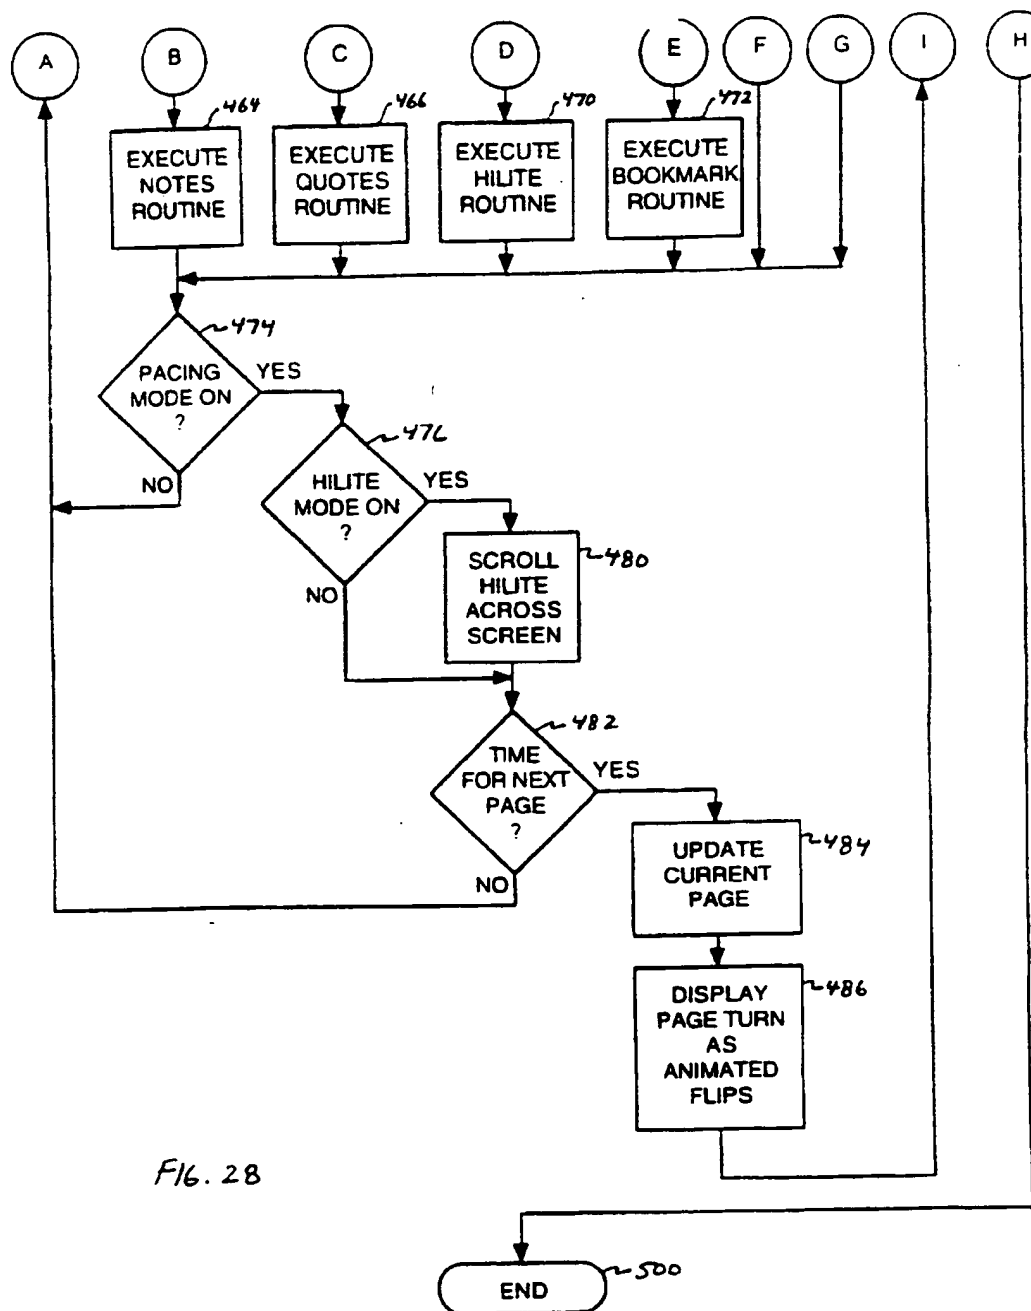 A
B
C
D
E
F
G
I
H
464
466
470
472
EXECUTE
NOTES
ROUTINE
EXECUTE
QUOTES
ROUTINE
EXECUTE
HILITE
ROUTINE
EXECUTE
BOOKMARK
ROUTINE
474
PACING
MODE ON
?
YES
NO
476
HILITE
MODE ON
?
YES
NO
480
SCROLL
HILITE
ACROSS
SCREEN
482
TIME
FOR NEXT
PAGE
?
YES
NO
484
UPDATE
CURRENT
PAGE
486
DISPLAY
PAGE TURN
AS
ANIMATED
FLIPS
FIG. 28
500
END